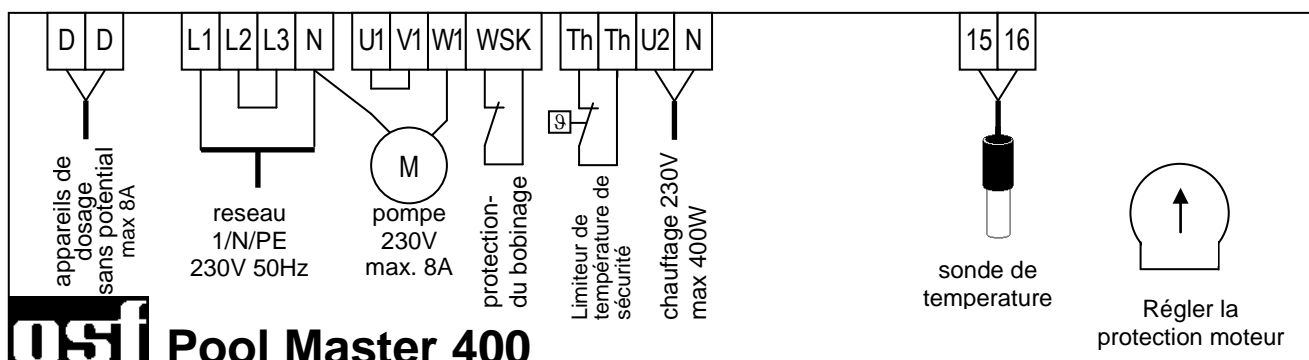 D D L1 L2 L3 N U1 V1 W1 WSK Th Th U2 N 15 16
appareils de
dosage
sans potential
max 8A
reseau
1/N/PE
230V 50Hz
M
pompe
230V
max. 8A
protection-
du bobinage
ϑ
Limiteur de
température de
sécurité
chauftage 230V
max 400W
sonde de
temperature
Régler la
protection moteur
osf Pool Master 400